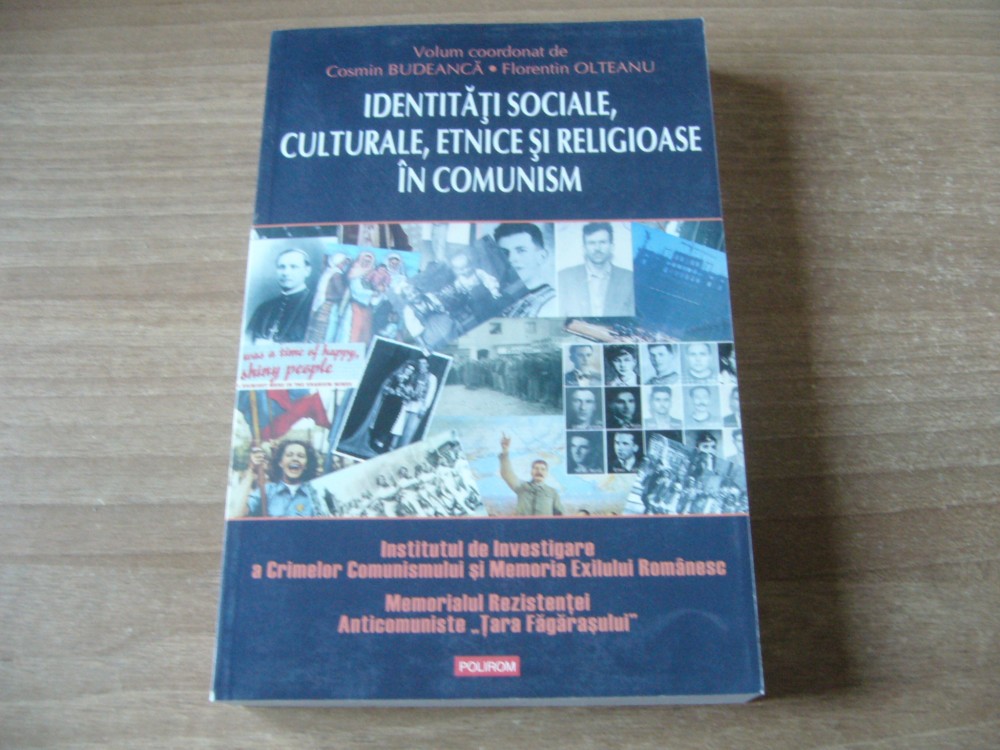 Volum coordonat de
Cosmin BUDEANCĂ • Florentin OLTEANU
IDENTITĂŢI SOCIALE,
CULTURALE, ETNICE ŞI RELIGIOASE
ÎN COMUNISM
was a time of happy,
shiny people
Institutul de Investigare
a Crimelor Comunismului şi Memoria Exilului Românesc
Memorialul Rezistenţei
Anticomuniste „Ţara Făgăraşului”
POLIROM